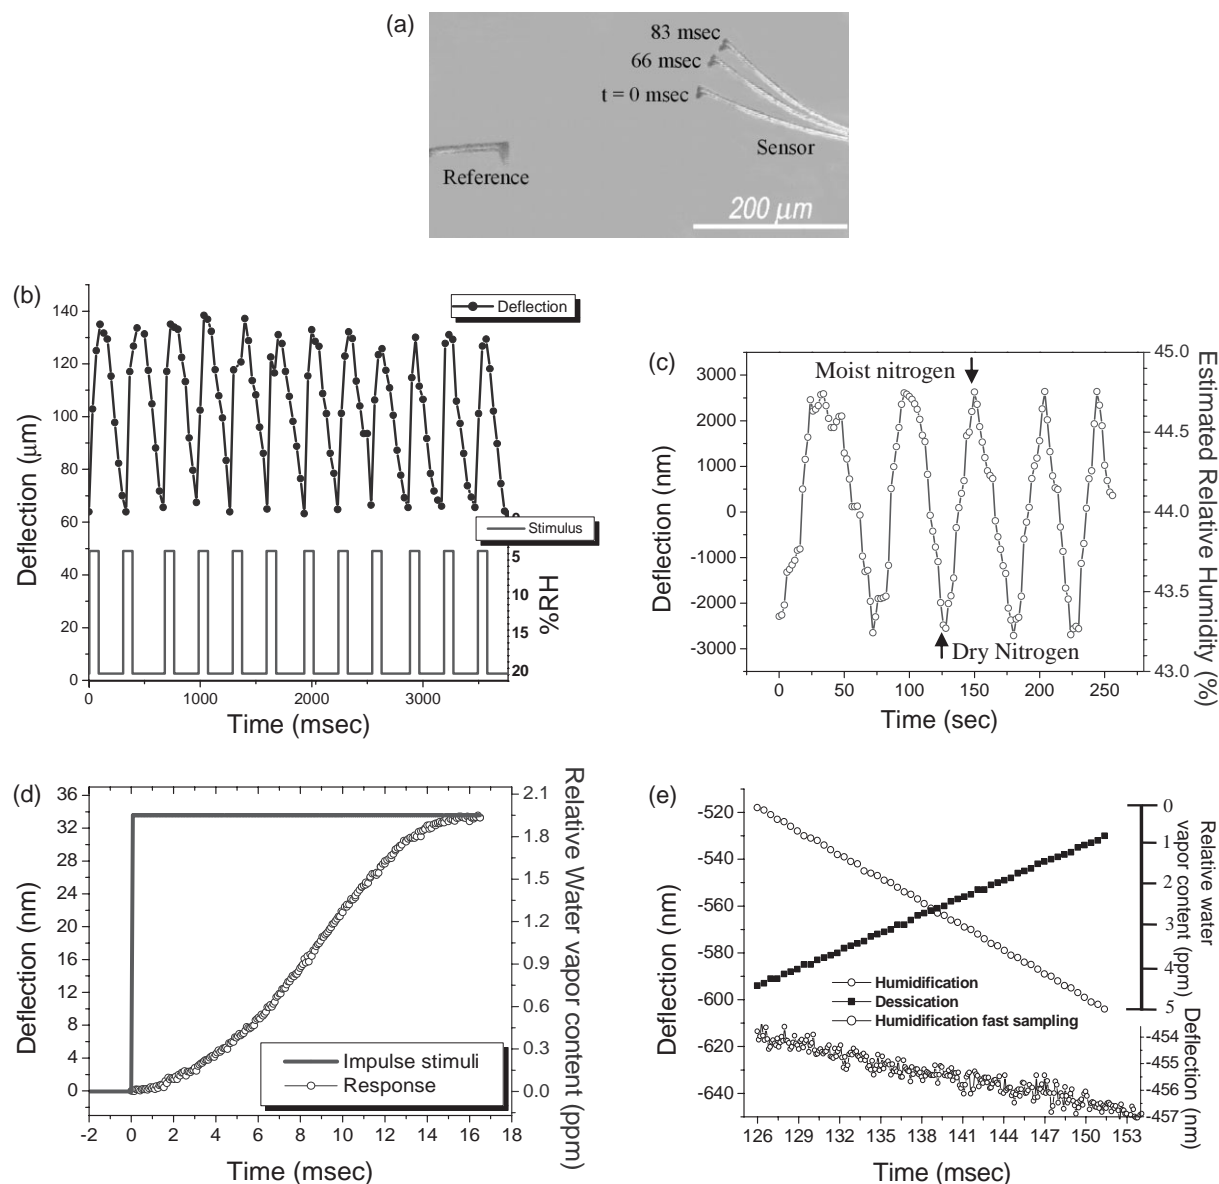 (a)
83 msec
66 msec
t = 0 msec
Sensor
Reference
200 µm
(b)
Deflection
140
120
100
80
60
40
20
0
Deflection (µm)
Stimulus
5
10
15
20
%RH
0 1000 2000 3000
Time (msec)
(c)
Moist nitrogen
Dry Nitrogen
3000
2000
1000
0
-1000
-2000
-3000
Deflection (nm)
45.0
44.5
44.0
43.5
43.0
Estimated Relative Humidity (%)
0 50 100 150 200 250
Time (sec)
(d)
36
32
28
24
20
16
12
8
4
0
Deflection (nm)
2.1
1.8
1.5
1.2
0.9
0.6
0.3
0.0
Relative Water vapor content (ppm)
Impulse stimuli
Response
-2 0 2 4 6 8 10 12 14 16 18
Time (msec)
(e)
-520
-540
-560
-580
-600
-620
-640
Deflection (nm)
0
1
2
3
4
5
Relative water
vapor content (ppm)
Humidification
Dessication
Humidification fast sampling
-454
-455
-456
-457
Deflection (nm)
126 129 132 135 138 141 144 147 150 153
Time (msec)